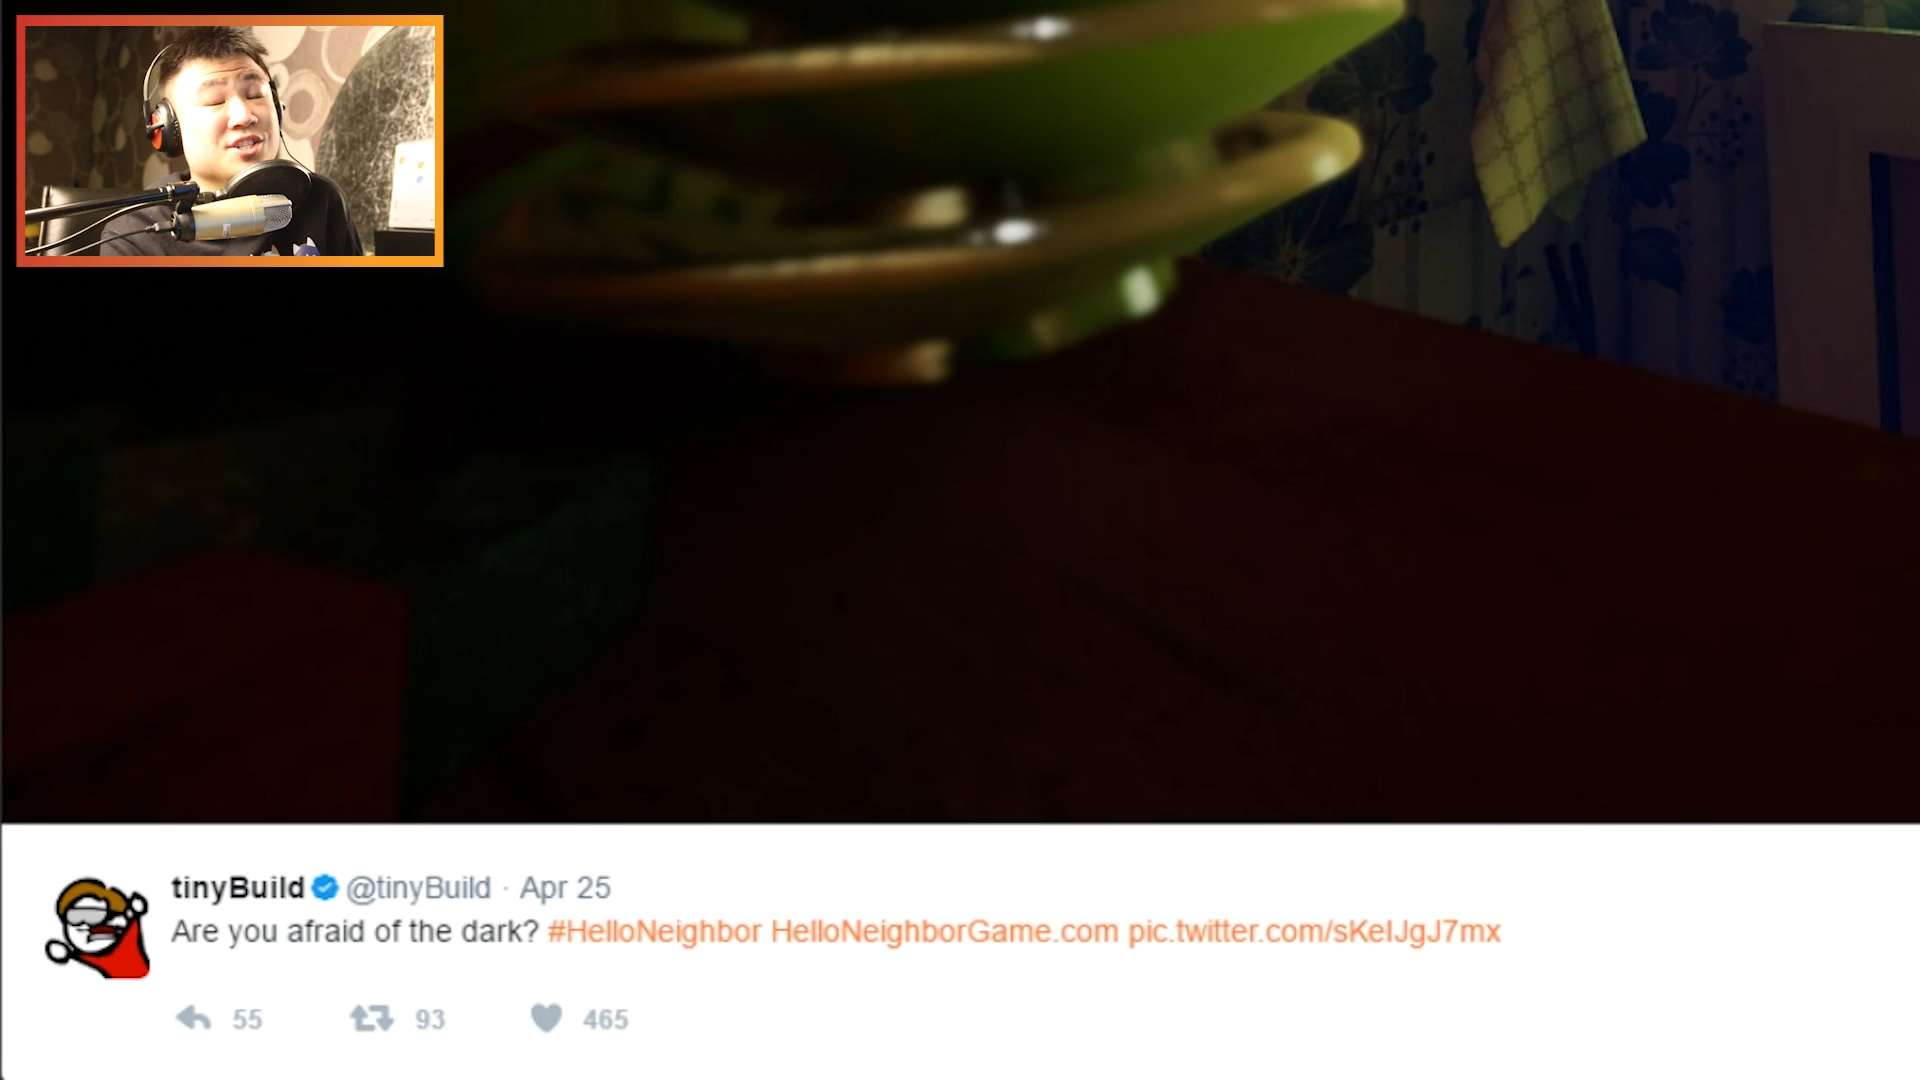 tinyBuild @tinyBuild · Apr 25
Are you afraid of the dark? #HelloNeighbor HelloNeighborGame.com pic.twitter.com/sKelJgJ7mx
55 93 465